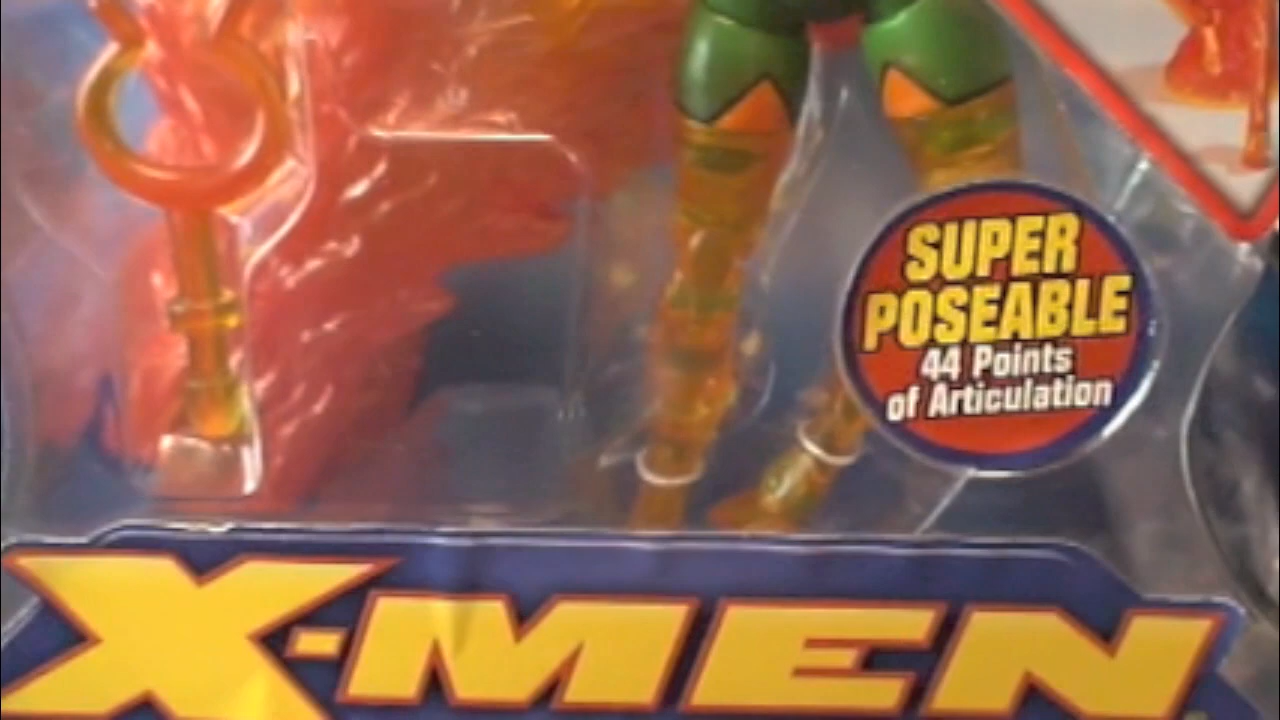 SUPER
POSEABLE
44 Points
of Articulation
X-MEN